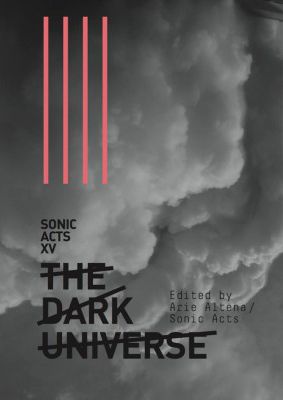 SONIC
ACTS
XV
THE
DARK
UNIVERSE
Edited by
Arie Altena/
Sonic Acts